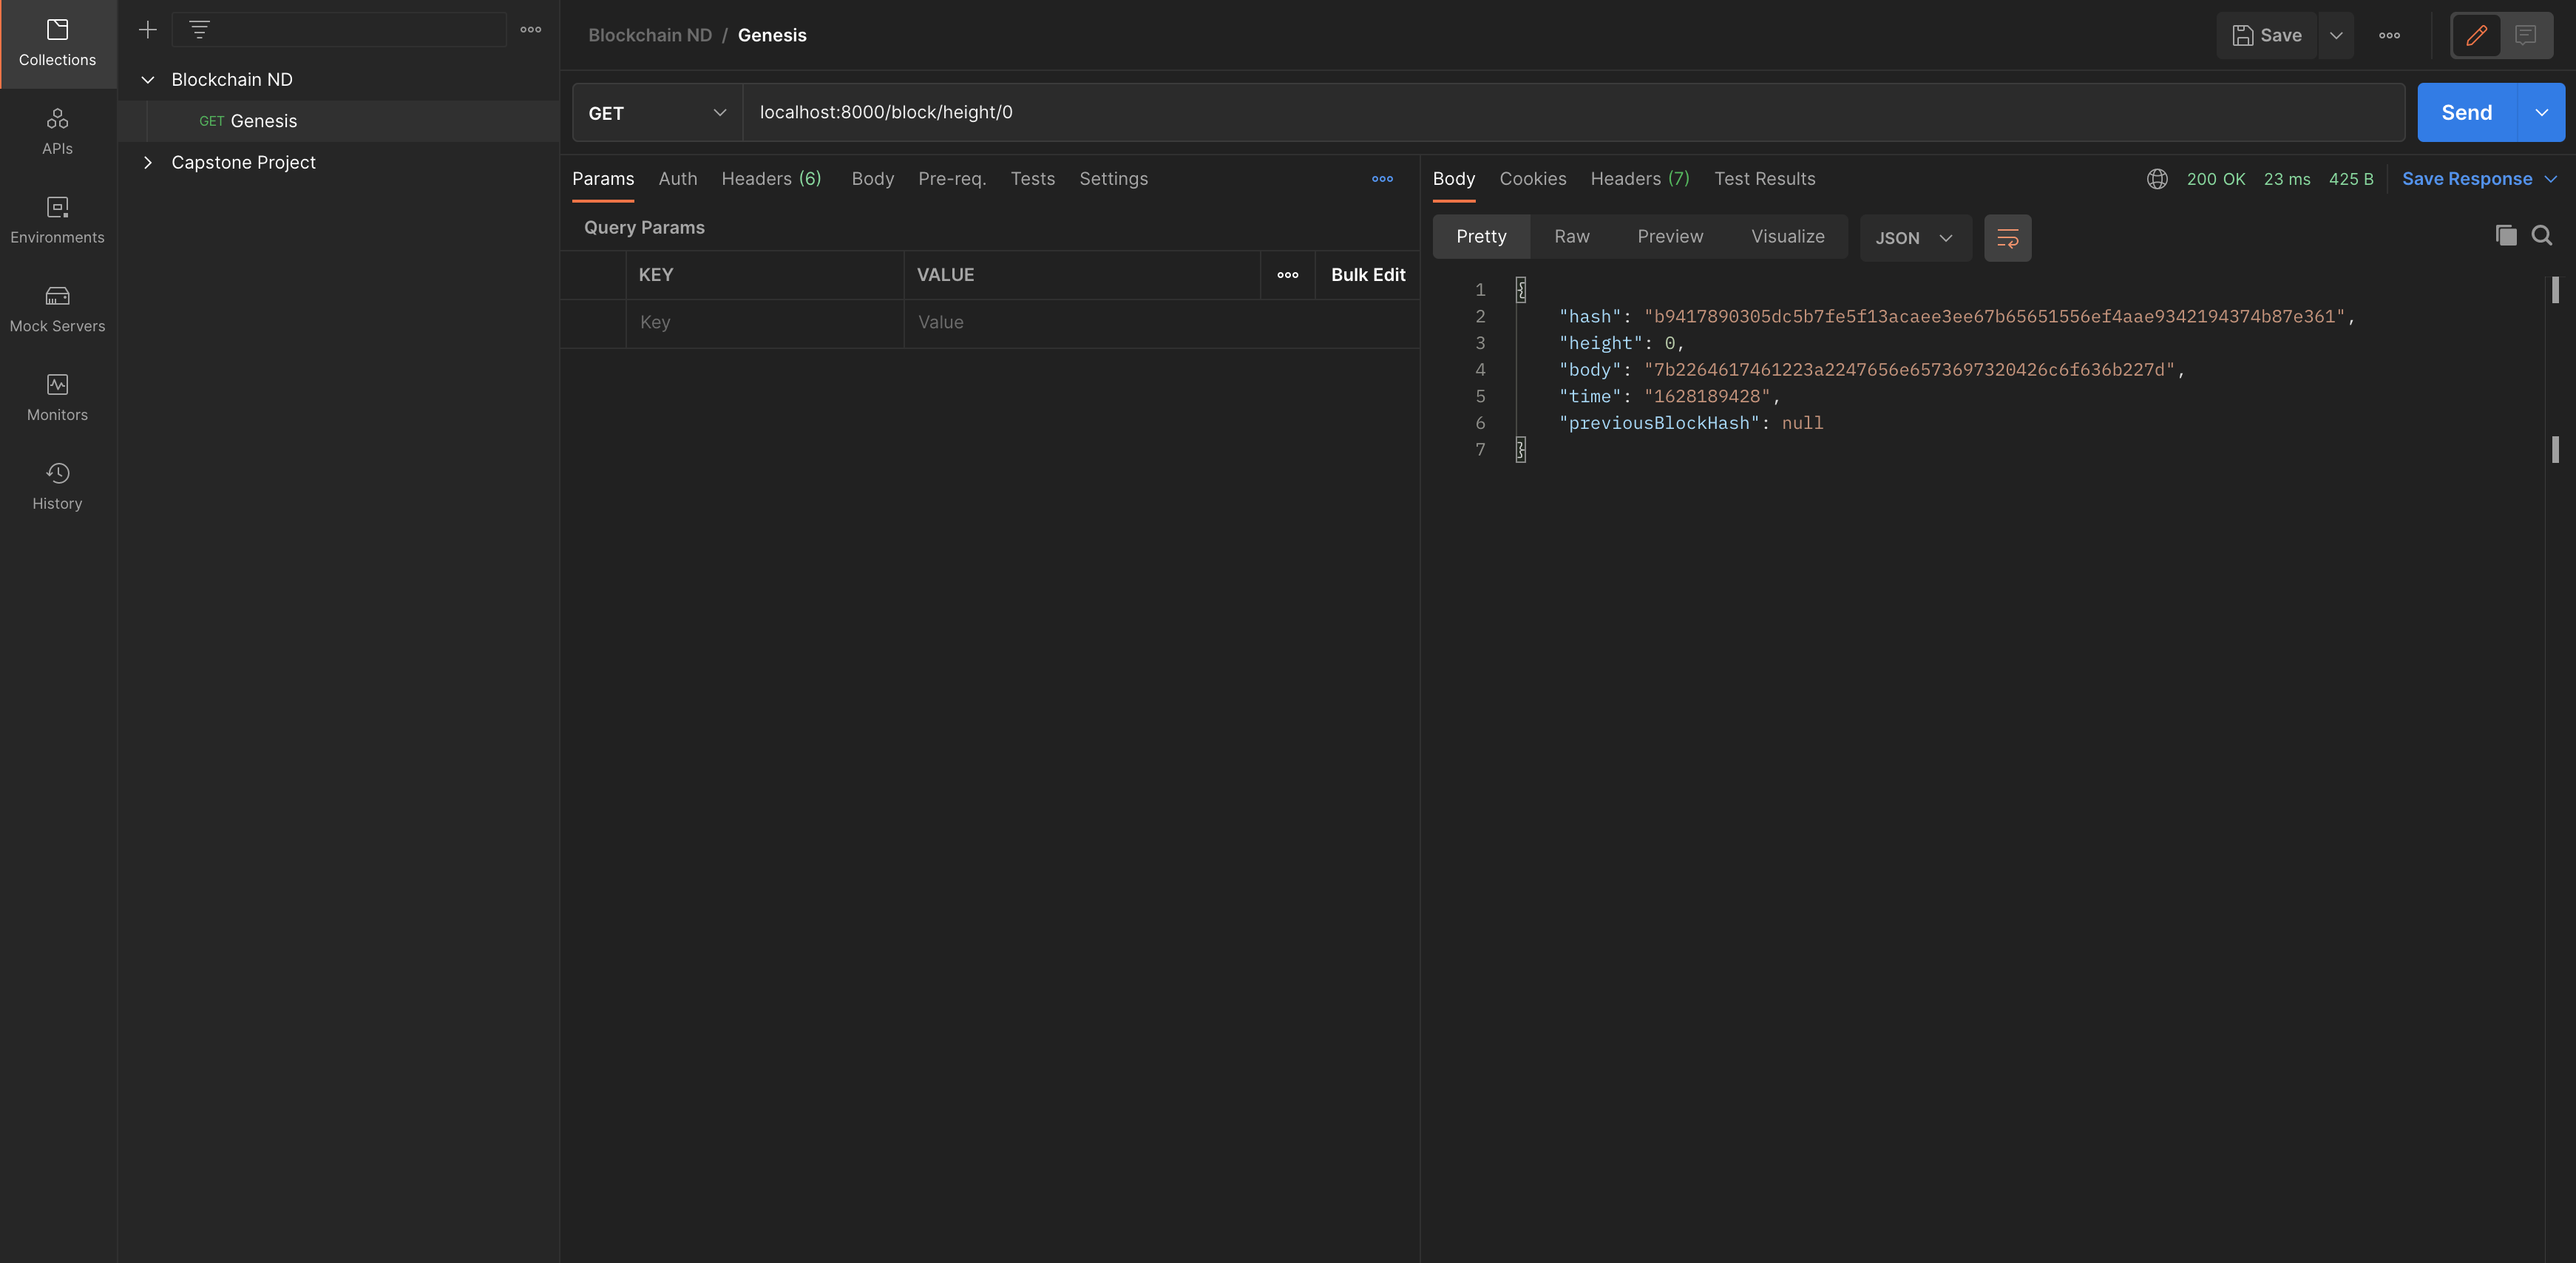 Collections
APIs
Environments
Mock Servers
Monitors
History
Blockchain ND
GET Genesis
Capstone Project
Blockchain ND / Genesis
Save
GET
localhost:8000/block/height/0
Send
Params Auth Headers (6) Body Pre-req. Tests Settings
Query Params
KEY VALUE Bulk Edit
Key Value
Body Cookies Headers (7) Test Results
200 OK 23 ms 425 B Save Response
Pretty Raw Preview Visualize JSON
1 {
2 "hash": "b9417890305dc5b7fe5f13acaee3ee67b65651556ef4aae9342194374b87e361",
3 "height": 0,
4 "body": "7b2264617461223a2247656e6573697320426c6f636b227d",
5 "time": "1628189428",
6 "previousBlockHash": null
7 }